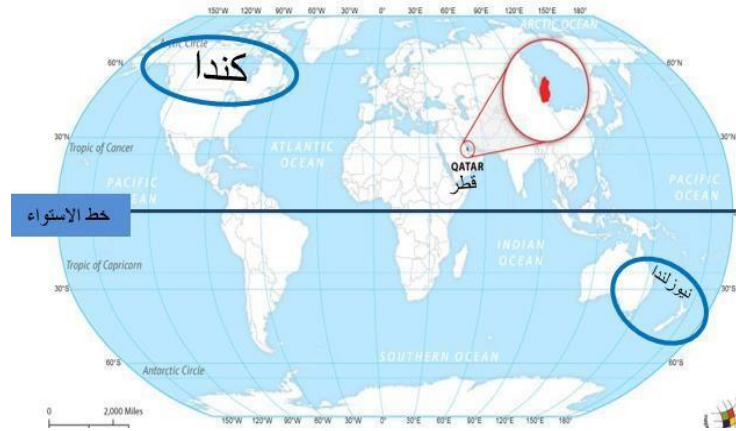 180° 150°W 120°W 90°W 60°W 30°W 0° 30°E 60°E 90°E 120°E 150°E 180°
ARCTIC OCEAN
Arctic Circle
كندا
60°N 60°N
30°N 30°N
Tropic of Cancer
ATLANTIC
OCEAN
QATAR
قطر
PACIFIC
OCEAN
PACIFIC
OCEAN
خط الاستواء
INDIAN
OCEAN
Tropic of Capricorn
نيوزلندا
30°S 30°S
SOUTHERN OCEAN
60°S 60°S
Antarctic Circle
0 2,000 Miles
150°W 120°W 90°W 60°W 30°W 0° 30°E 60°E 90°E 120°E 150°E 180°